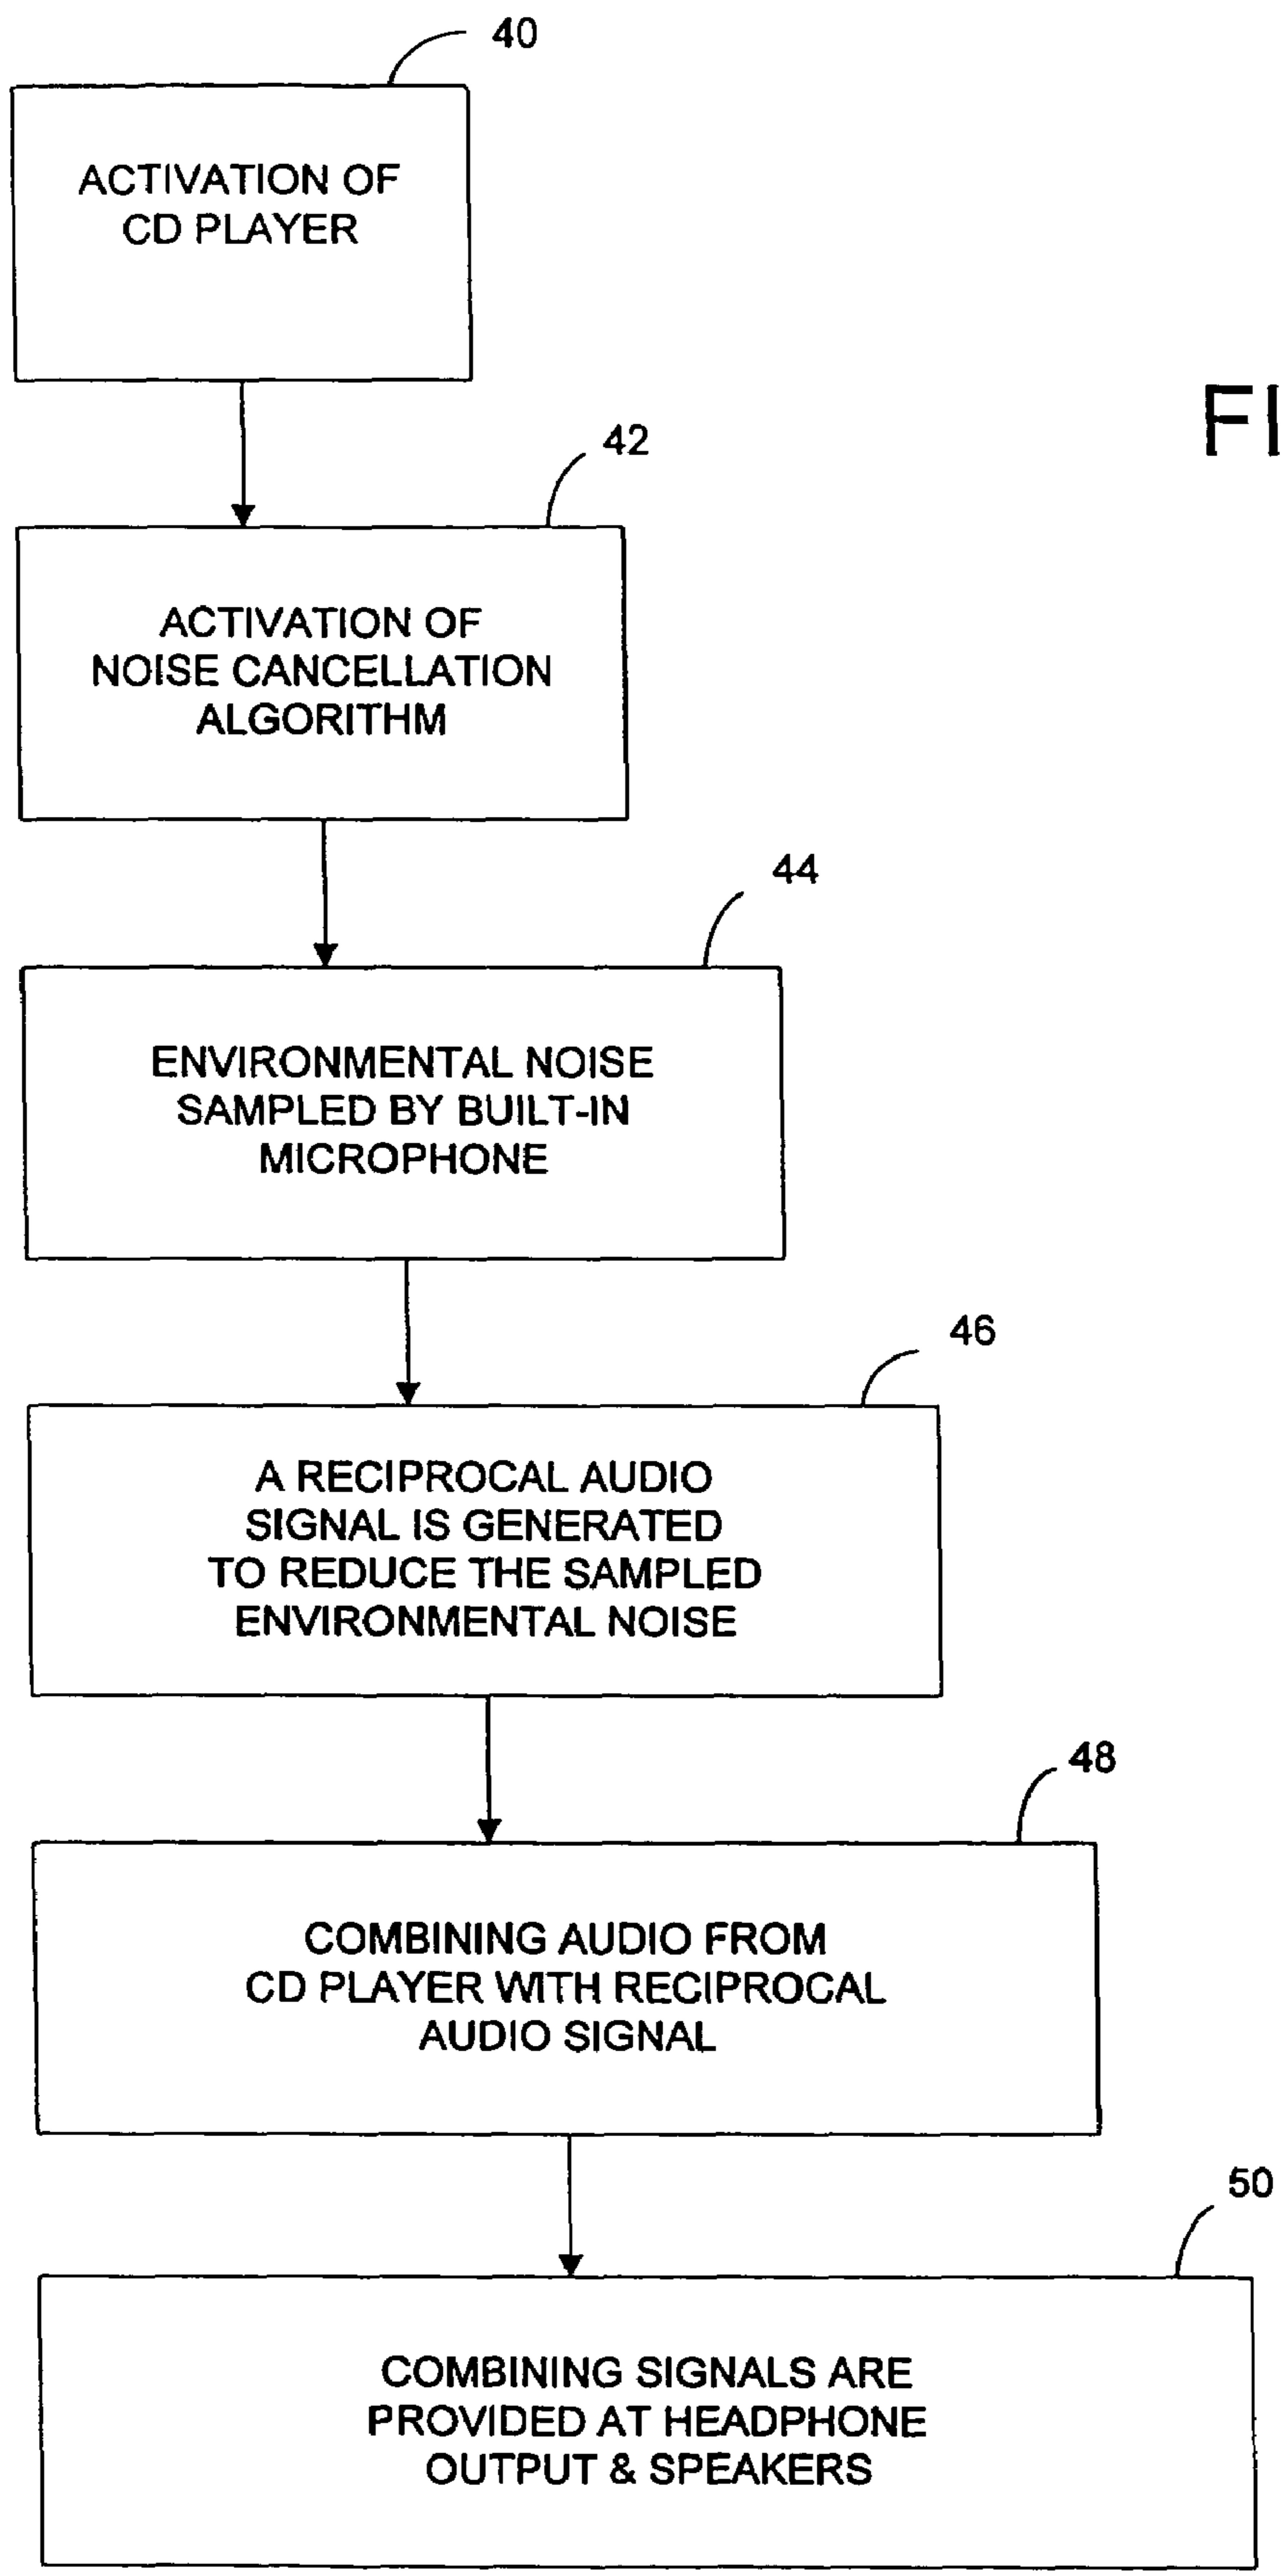 40
ACTIVATION OF
CD PLAYER
FI
42
ACTIVATION OF
NOISE CANCELLATION
ALGORITHM
44
ENVIRONMENTAL NOISE
SAMPLED BY BUILT-IN
MICROPHONE
46
A RECIPROCAL AUDIO
SIGNAL IS GENERATED
TO REDUCE THE SAMPLED
ENVIRONMENTAL NOISE
48
COMBINING AUDIO FROM
CD PLAYER WITH RECIPROCAL
AUDIO SIGNAL
50
COMBINING SIGNALS ARE
PROVIDED AT HEADPHONE
OUTPUT & SPEAKERS